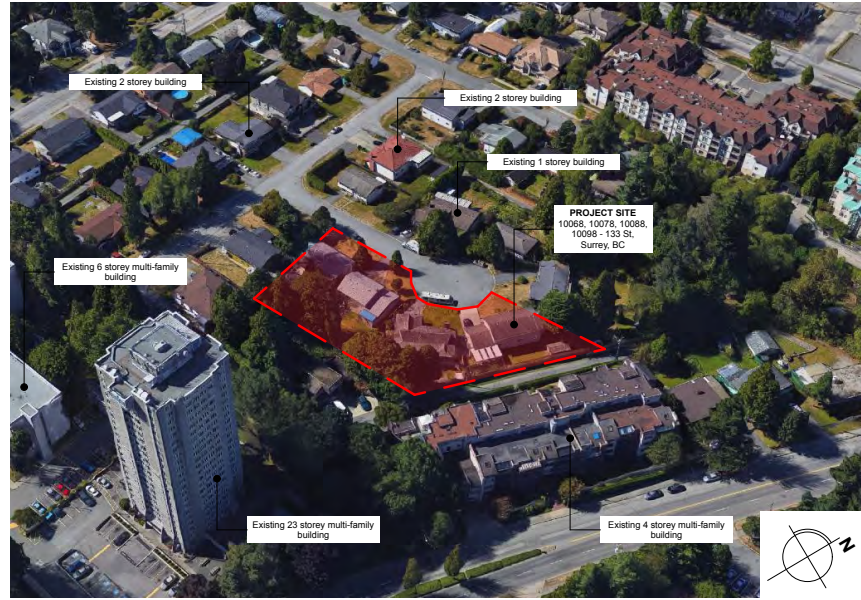 Existing 2 storey building
Existing 2 storey building
Existing 1 storey building
PROJECT SITE
10068, 10078, 10088,
10098 - 133 St,
Surrey, BC
Existing 6 storey multi-family
building
Existing 23 storey multi-family
building
Existing 4 storey multi-family
building
N